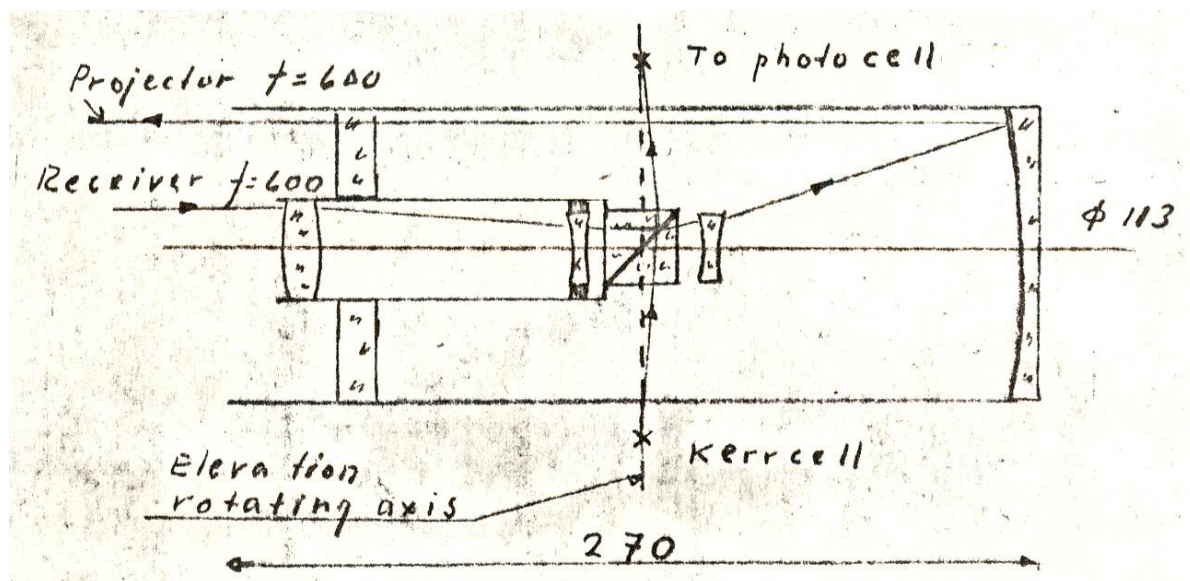 To photocell
Projector f=600
Receiver f=600
φ 113
Kerrcell
Elevation
rotating axis
270